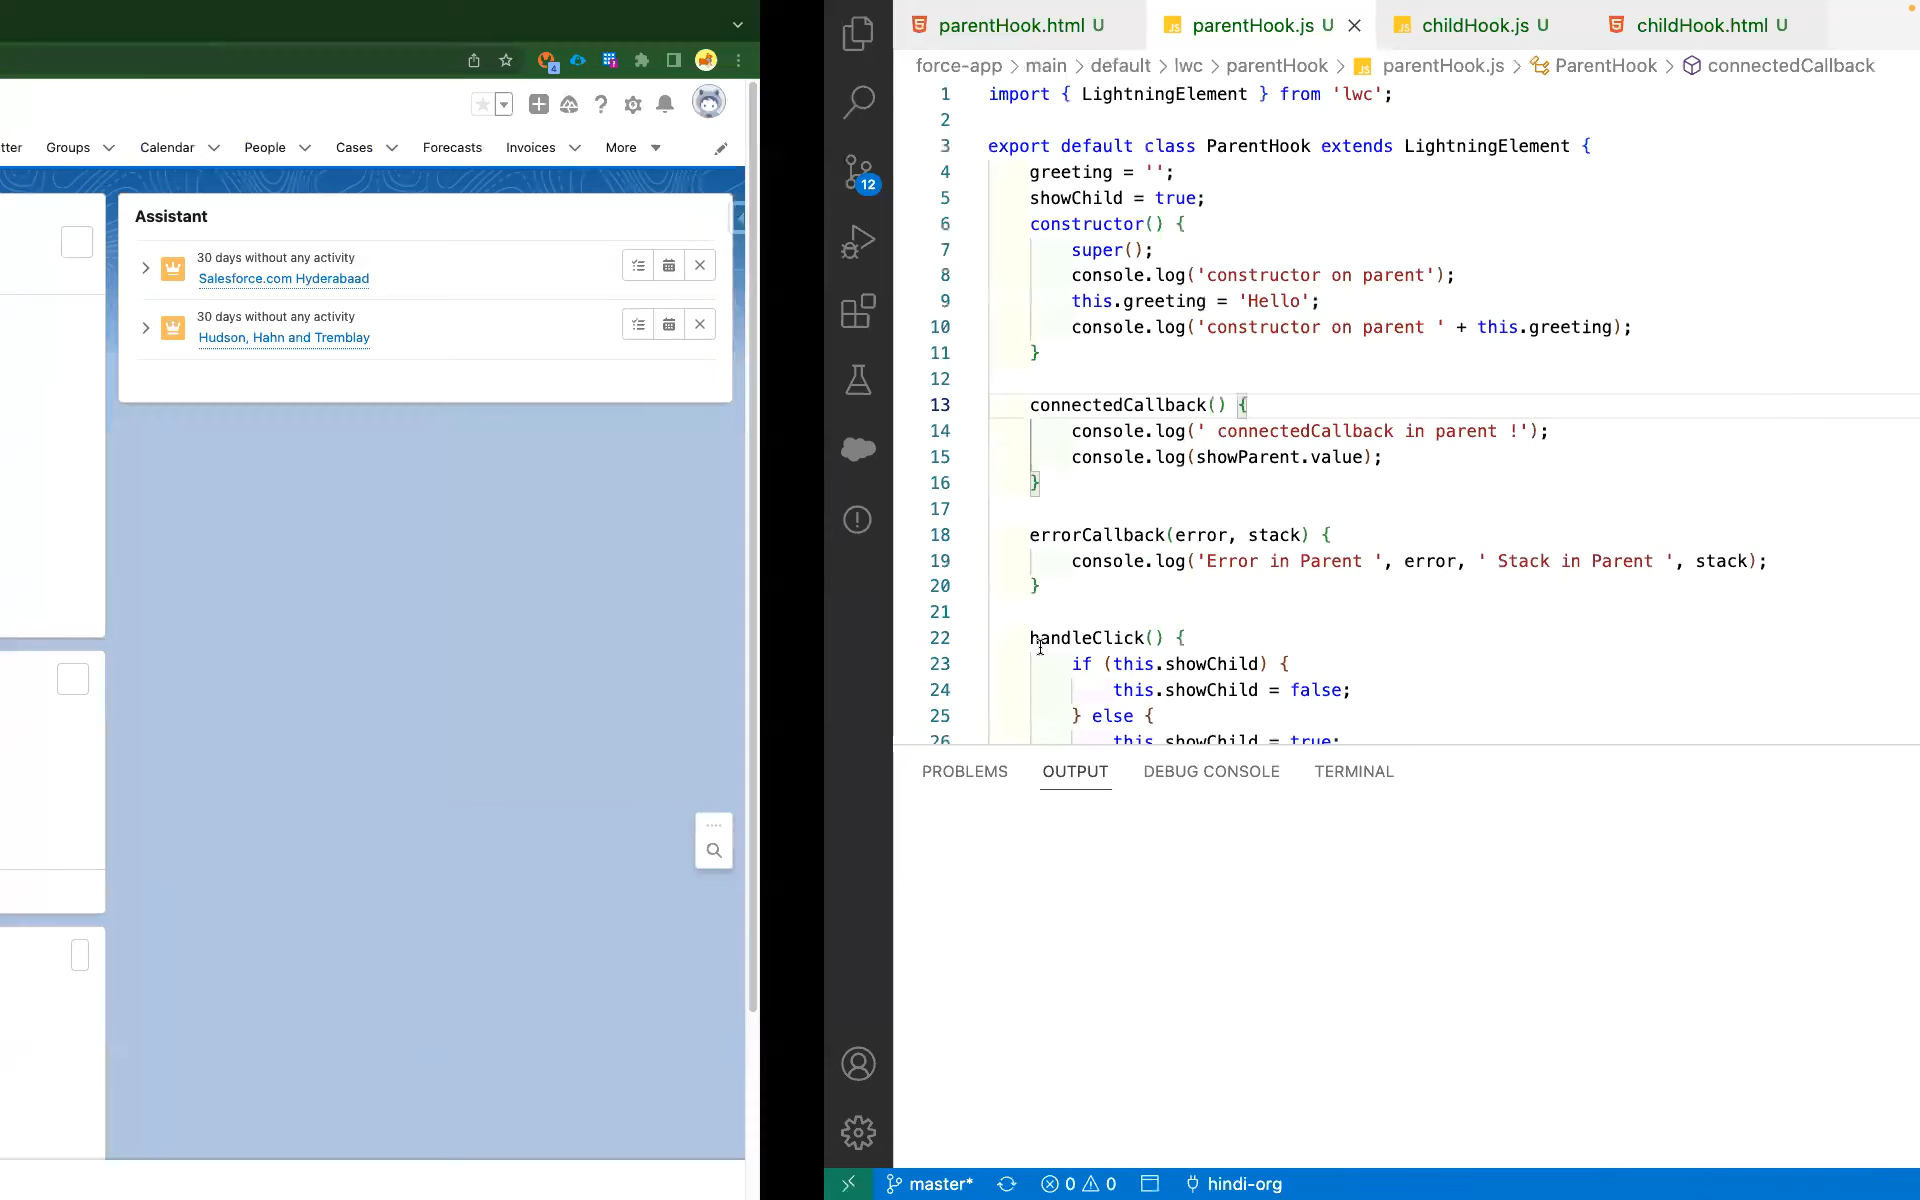 4
tter Groups Calendar People Cases Forecasts Invoices More
Assistant
30 days without any activity
Salesforce.com Hyderabaad
30 days without any activity
Hudson, Hahn and Tremblay
12
parentHook.html U parentHook.js U childHook.js U childHook.html U
force-app > main > default > lwc > parentHook > JS parentHook.js > ParentHook > connectedCallback
1 import { LightningElement } from 'lwc';
2
3 export default class ParentHook extends LightningElement {
4 greeting = '';
5 showChild = true;
6 constructor() {
7 super();
8 console.log('constructor on parent');
9 this.greeting = 'Hello';
10 console.log('constructor on parent ' + this.greeting);
11 }
12
13 connectedCallback() {
14 console.log(' connectedCallback in parent !');
15 console.log(showParent.value);
16 }
17
18 errorCallback(error, stack) {
19 console.log('Error in Parent ', error, ' Stack in Parent ', stack);
20 }
21
22 handleClick() {
23 if (this.showChild) {
24 this.showChild = false;
25 } else {
26 this.showChild = true;
PROBLEMS OUTPUT DEBUG CONSOLE TERMINAL
master* 0 0 hindi-org